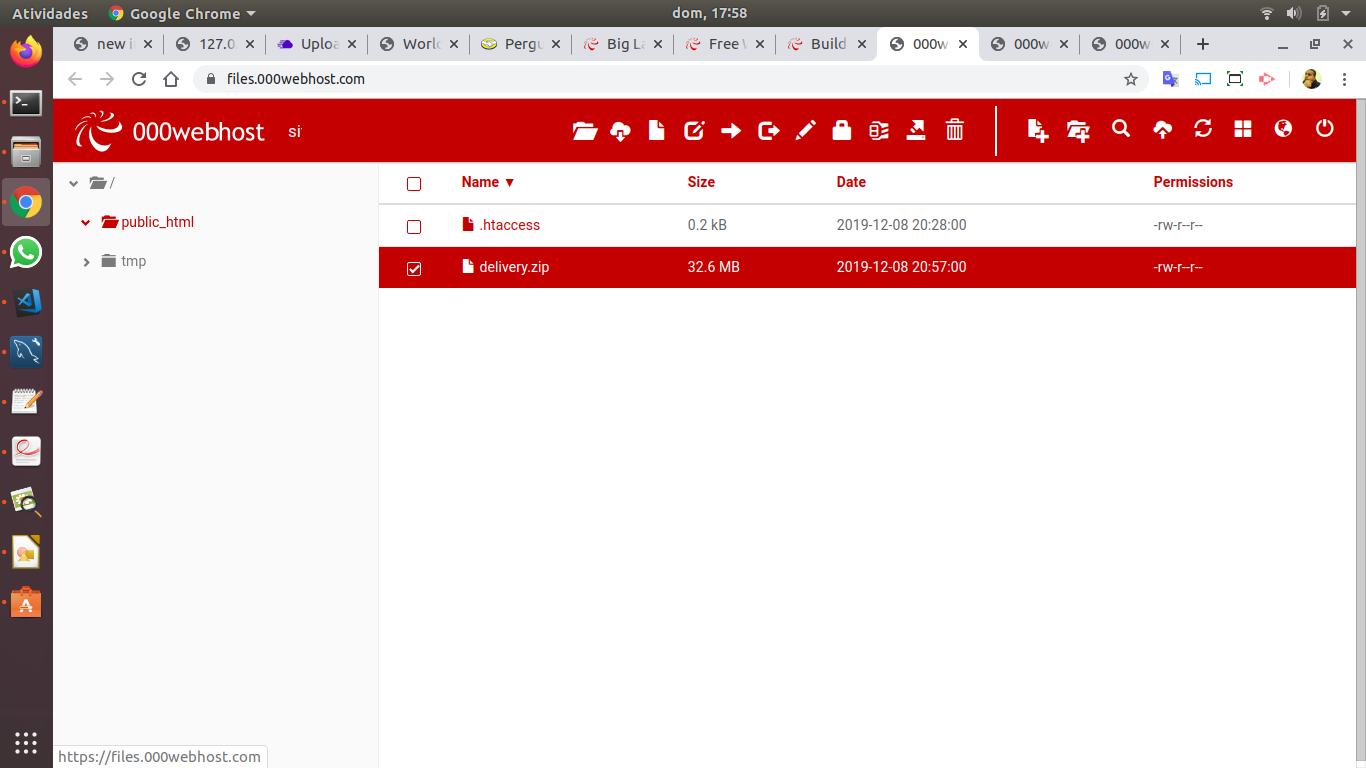 Atividades Google Chrome dom, 17:58
new i 127.0 Uploa World Pergu Big La Free Build 000w 000w 000w
files.000webhost.com
000webhost si
/
public_html
tmp
Name ▼ Size Date Permissions
.htaccess 0.2 kB 2019-12-08 20:28:00 -rw-r--r--
delivery.zip 32.6 MB 2019-12-08 20:57:00 -rw-r--r--
https://files.000webhost.com